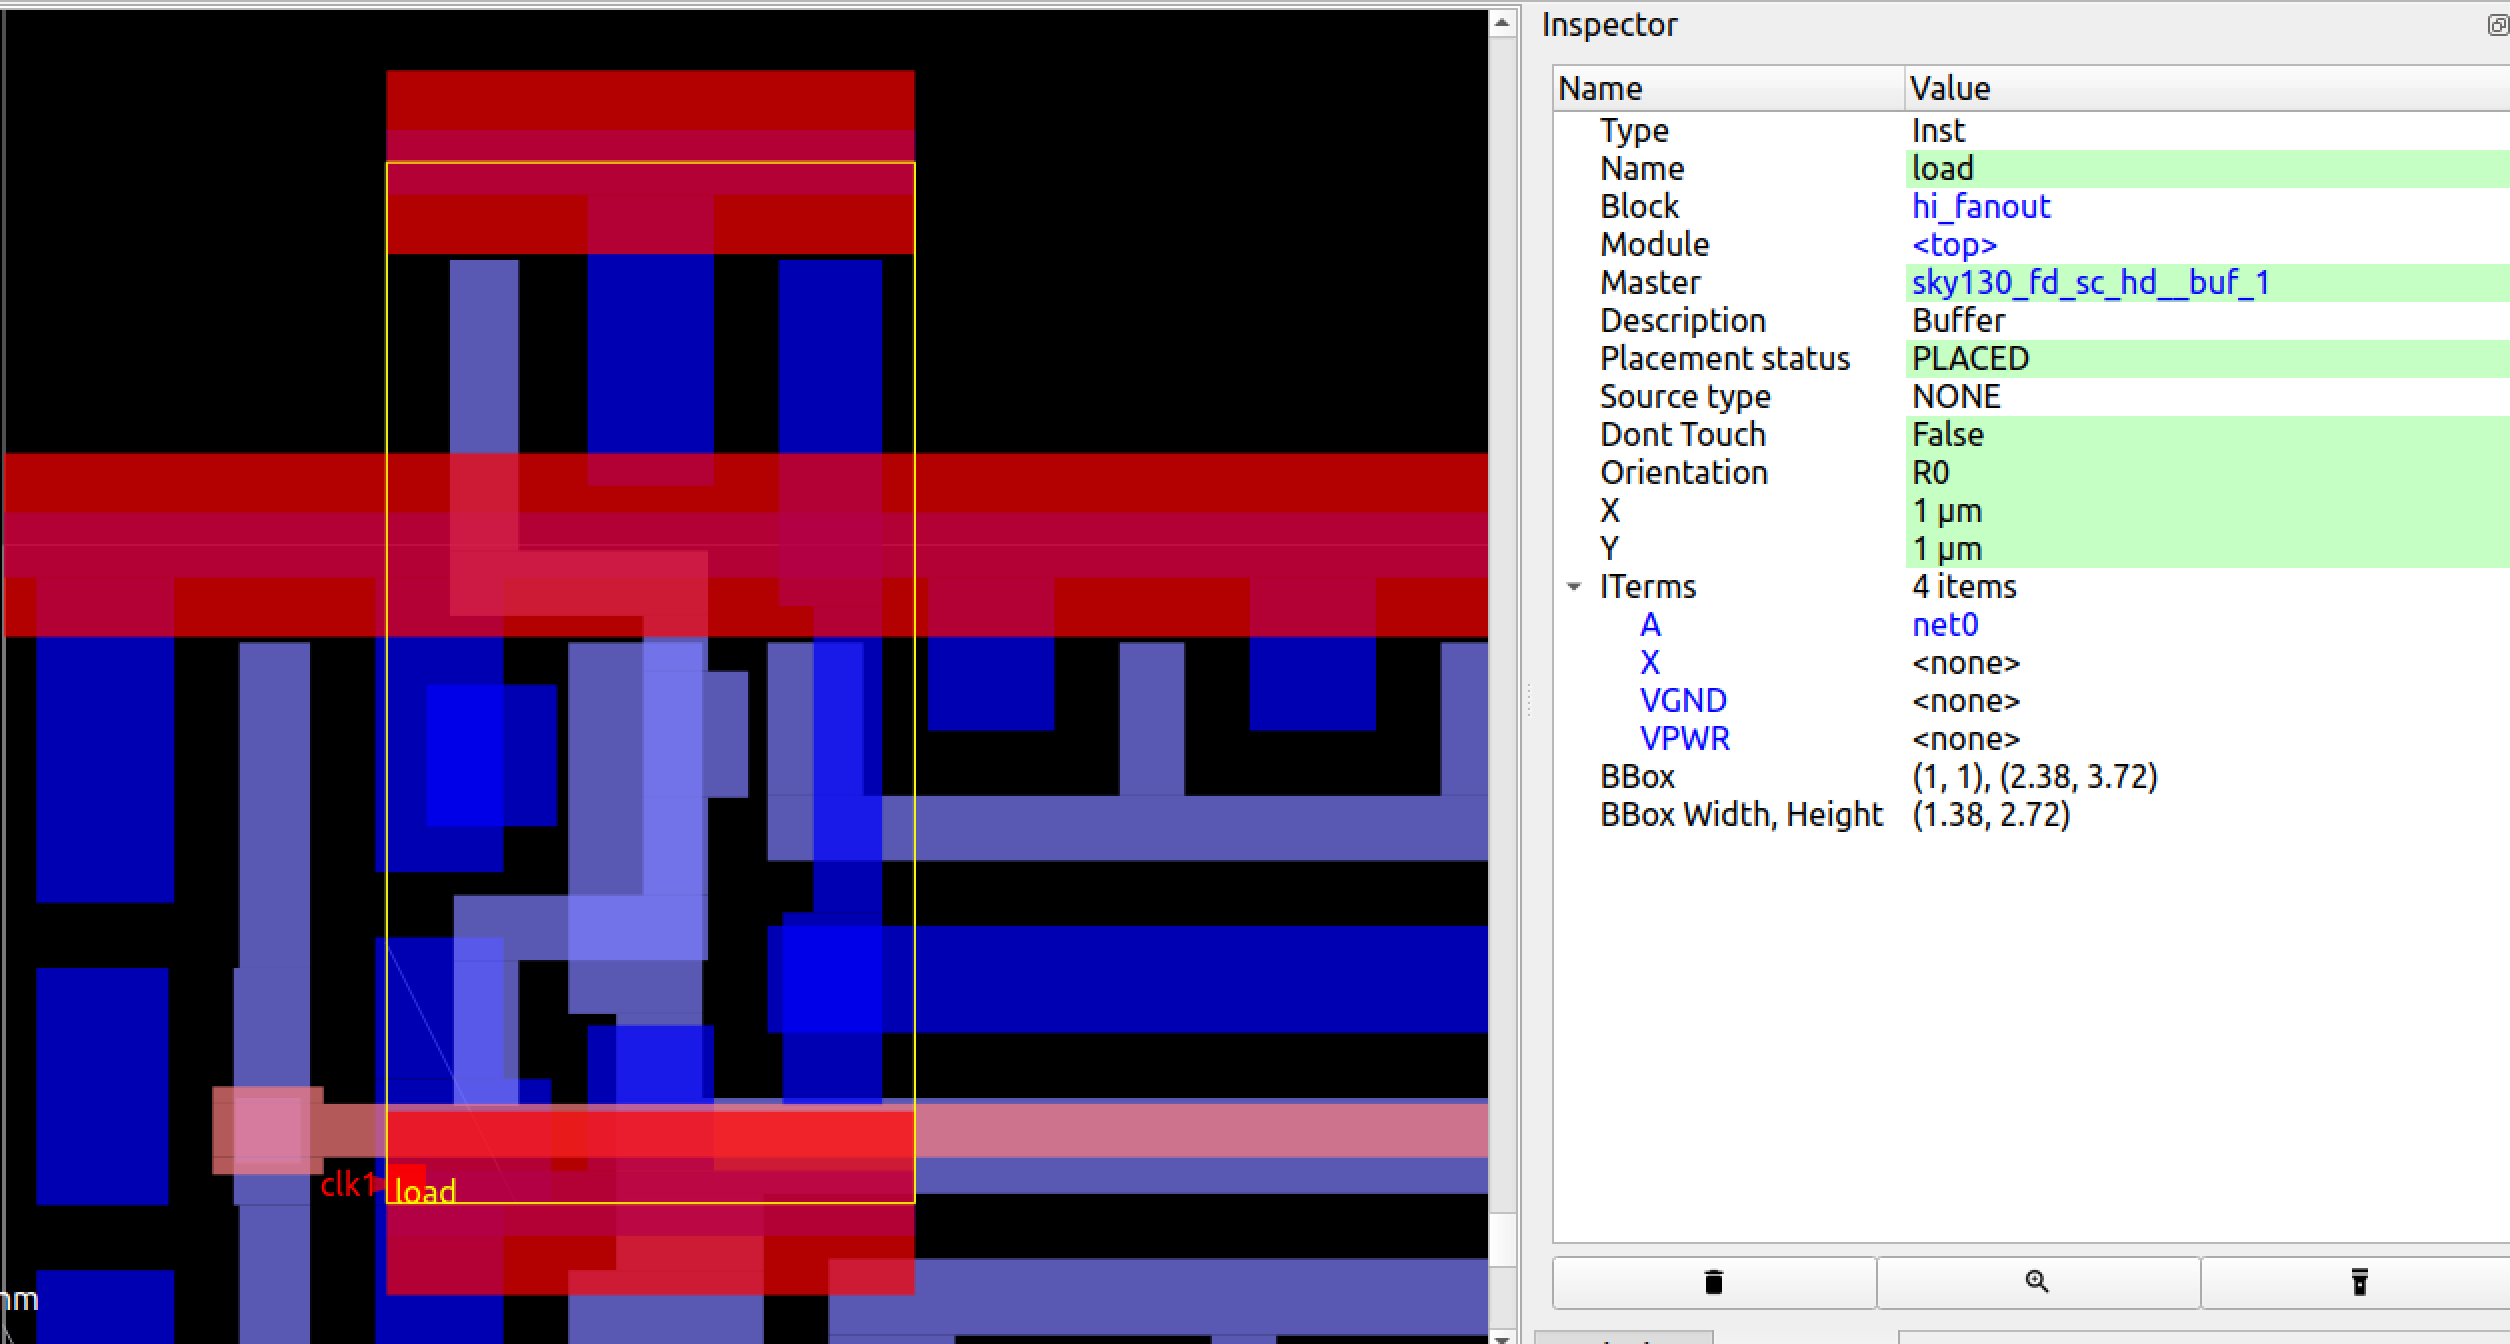 Inspector
Name Value
Type Inst
Name load
Block hi_fanout
Module <top>
Master sky130_fd_sc_hd__buf_1
Description Buffer
Placement status PLACED
Source type NONE
Dont Touch False
Orientation R0
X 1 μm
Y 1 μm
ITerms 4 items
A net0
X <none>
VGND <none>
VPWR <none>
BBox (1, 1), (2.38, 3.72)
BBox Width, Height (1.38, 2.72)
clk1
load